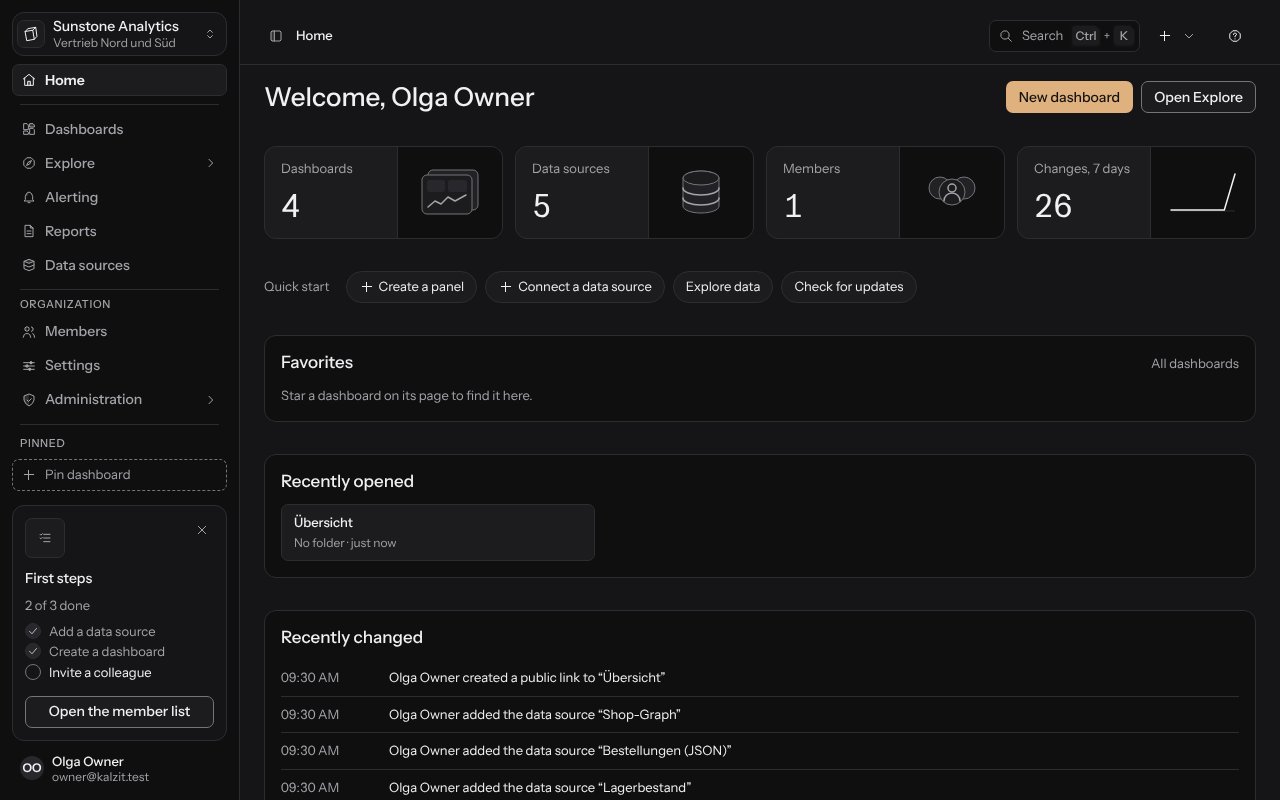 Sunstone Analytics
Vertrieb Nord und Süd
Home
Dashboards
Explore
Alerting
Reports
Data sources
ORGANIZATION
Members
Settings
Administration
PINNED
Pin dashboard
First steps
2 of 3 done
Add a data source
Create a dashboard
Invite a colleague
Open the member list
OO
Olga Owner
owner@kalzit.test
Home
Search Ctrl + K
Welcome, Olga Owner
New dashboard
Open Explore
Dashboards
4
Data sources
5
Members
1
Changes, 7 days
26
Quick start
Create a panel
Connect a data source
Explore data
Check for updates
Favorites
All dashboards
Star a dashboard on its page to find it here.
Recently opened
Übersicht
No folder · just now
Recently changed
09:30 AM Olga Owner created a public link to “Übersicht”
09:30 AM Olga Owner added the data source “Shop-Graph”
09:30 AM Olga Owner added the data source “Bestellungen (JSON)”
09:30 AM Olga Owner added the data source “Lagerbestand”